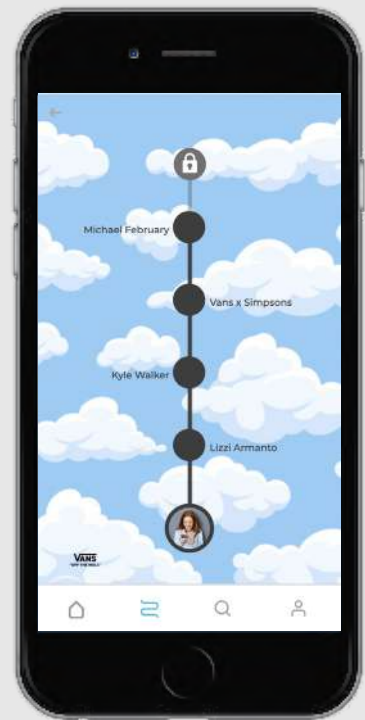 Michael February
Vans x Simpsons
Kyle Walker
Lizzi Armanto
VANS
"OFF THE WALL"